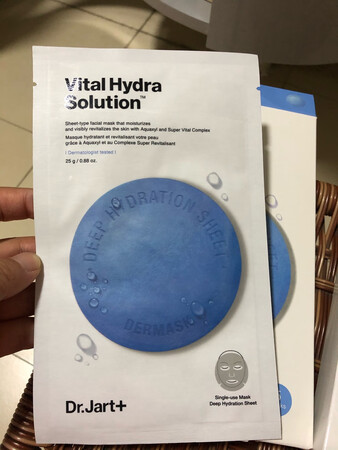 Vital Hydra
Solution™
Sheet-type facial mask that moisturizes
and visibly revitalizes the skin with Aquaxyl and Super Vital Complex
Masque hydratant et revitalisant votre peau
grâce à Aquaxyl et au Complexe Super Revitalisant
( Dermatologist tested )
25 g / 0.88 oz.
DEEP HYDRATION SHEET
DERMASK
Single-use Mask
Deep Hydration Sheet
Dr.Jart+